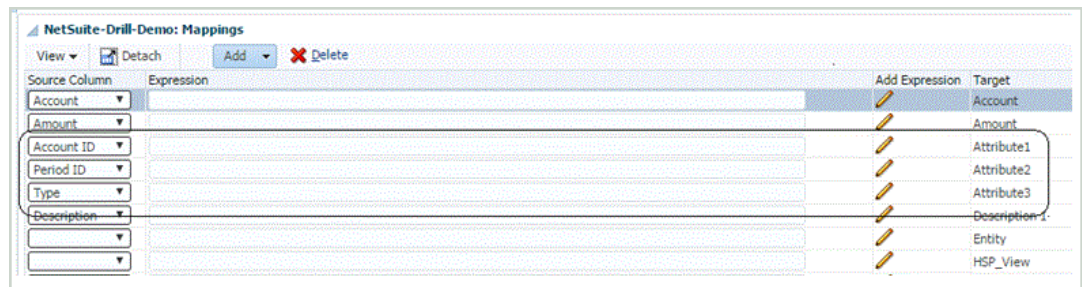 NetSuite-Drill-Demo: Mappings
View Detach Add Delete
Source Column Expression Add Expression Target
Account Account
Amount Amount
Account ID Attribute1
Period ID Attribute2
Type Attribute3
Description Description 1
Entity
HSP_View